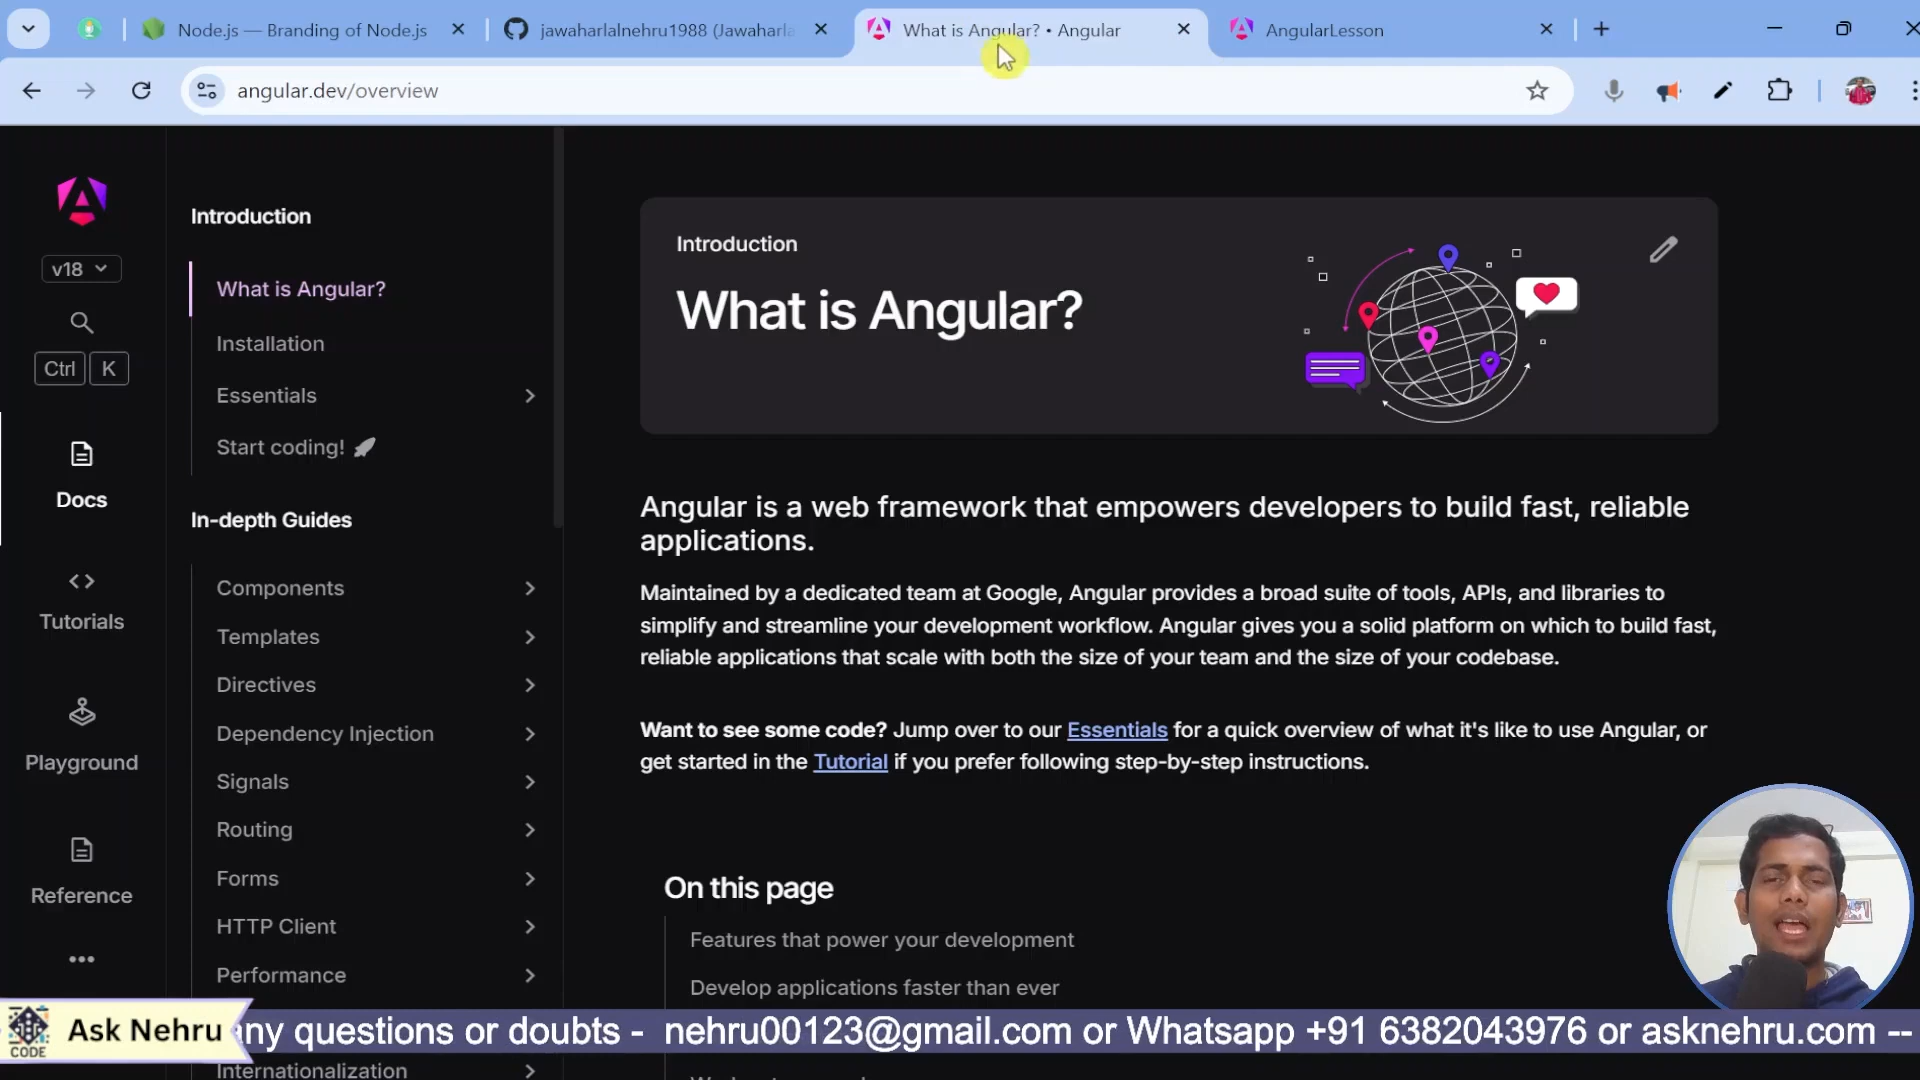 Node.js — Branding of Node.js
jawaharlalnehru1988 (Jawaharla
What is Angular? • Angular
AngularLesson
angular.dev/overview
v18
Ctrl K
Docs
Tutorials
Playground
Reference
Introduction
What is Angular?
Installation
Essentials
Start coding!
In-depth Guides
Components
Templates
Directives
Dependency Injection
Signals
Routing
Forms
HTTP Client
Performance
Internationalization
Introduction
What is Angular?
Angular is a web framework that empowers developers to build fast, reliable
applications.
Maintained by a dedicated team at Google, Angular provides a broad suite of tools, APIs, and libraries to
simplify and streamline your development workflow. Angular gives you a solid platform on which to build fast,
reliable applications that scale with both the size of your team and the size of your codebase.
Want to see some code? Jump over to our Essentials for a quick overview of what it's like to use Angular, or
get started in the Tutorial if you prefer following step-by-step instructions.
On this page
Features that power your development
Develop applications faster than ever
CODE
Ask Nehru
any questions or doubts - nehru00123@gmail.com or Whatsapp +91 6382043976 or asknehru.com --